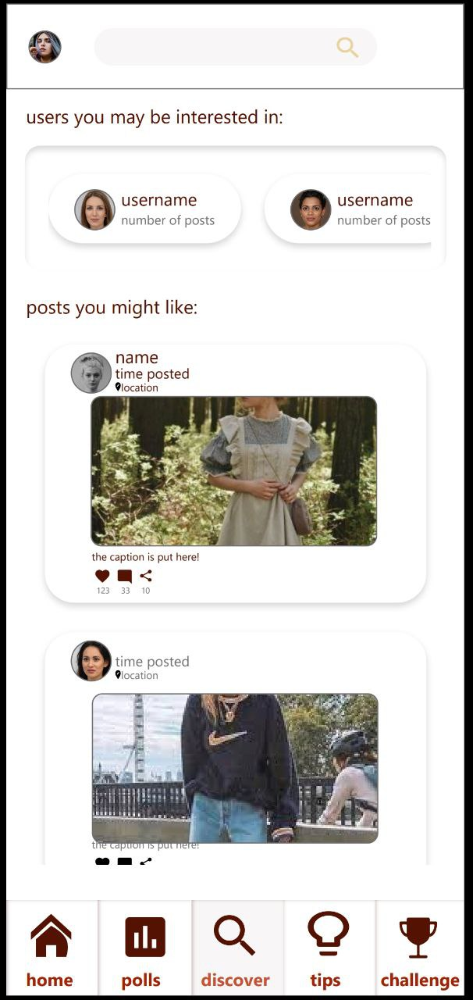 users you may be interested in:
username
number of posts
username
number of posts
posts you might like:
name
time posted
location
the caption is put here!
123 33 10
time posted
location
the caption is put here!
home polls discover tips challenge